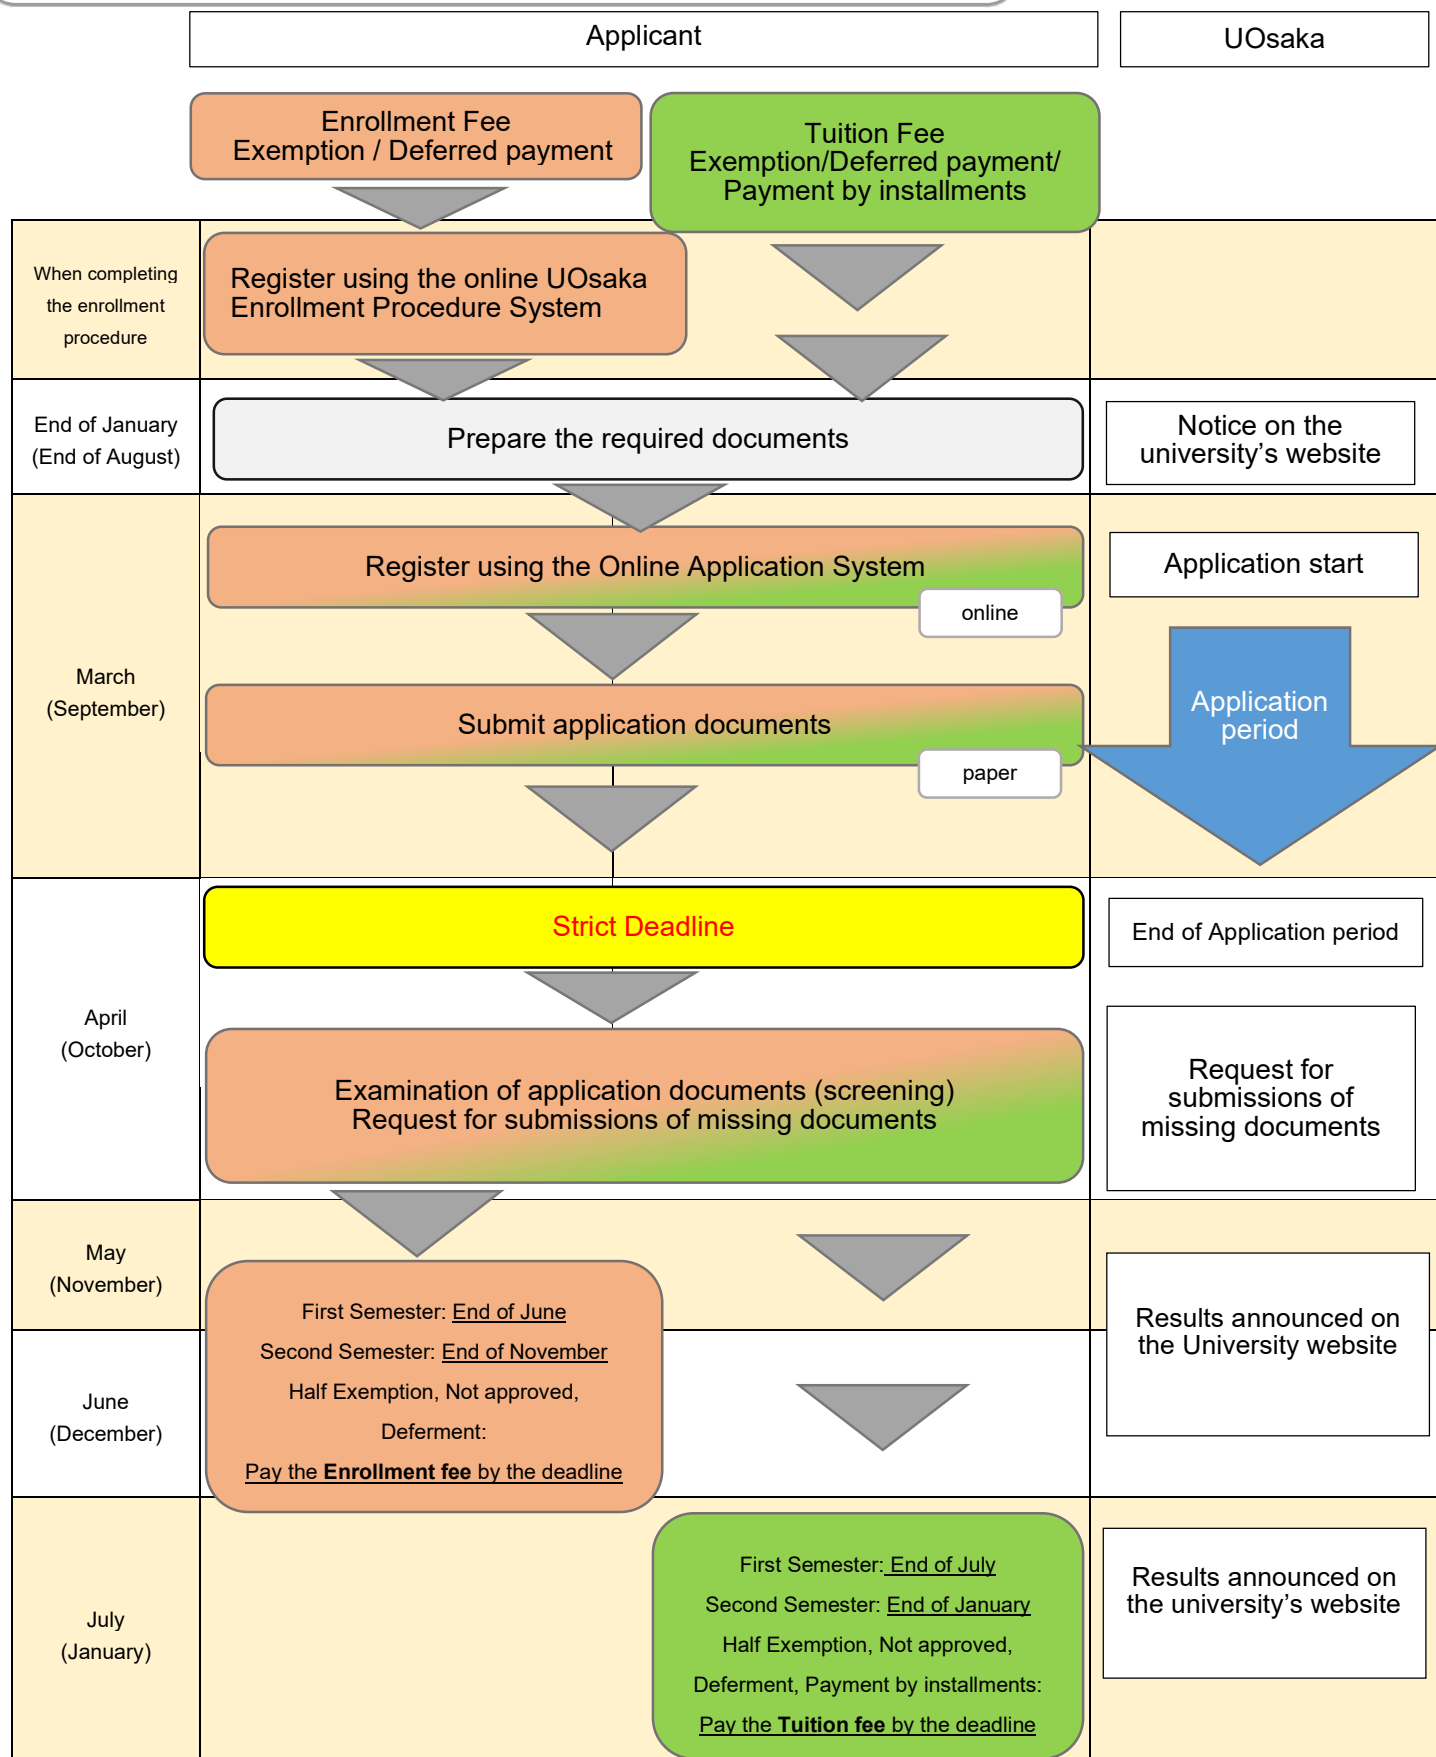 Applicant
UOsaka
Enrollment Fee
Exemption / Deferred payment
Tuition Fee
Exemption/Deferred payment/
Payment by installments
When completing
the enrollment
procedure
Register using the online UOsaka
Enrollment Procedure System
End of January
(End of August)
Prepare the required documents
Notice on the
university’s website
March
(September)
Register using the Online Application System
online
Application start
Submit application documents
paper
Application
period
April
(October)
Strict Deadline
End of Application period
Examination of application documents (screening)
Request for submissions of missing documents
Request for
submissions of
missing documents
May
(November)
June
(December)
First Semester: End of June
Second Semester: End of November
Half Exemption, Not approved,
Deferment:
Pay the Enrollment fee by the deadline
Results announced on
the University website
July
(January)
First Semester: End of July
Second Semester: End of January
Half Exemption, Not approved,
Deferment, Payment by installments:
Pay the Tuition fee by the deadline
Results announced on
the university’s website